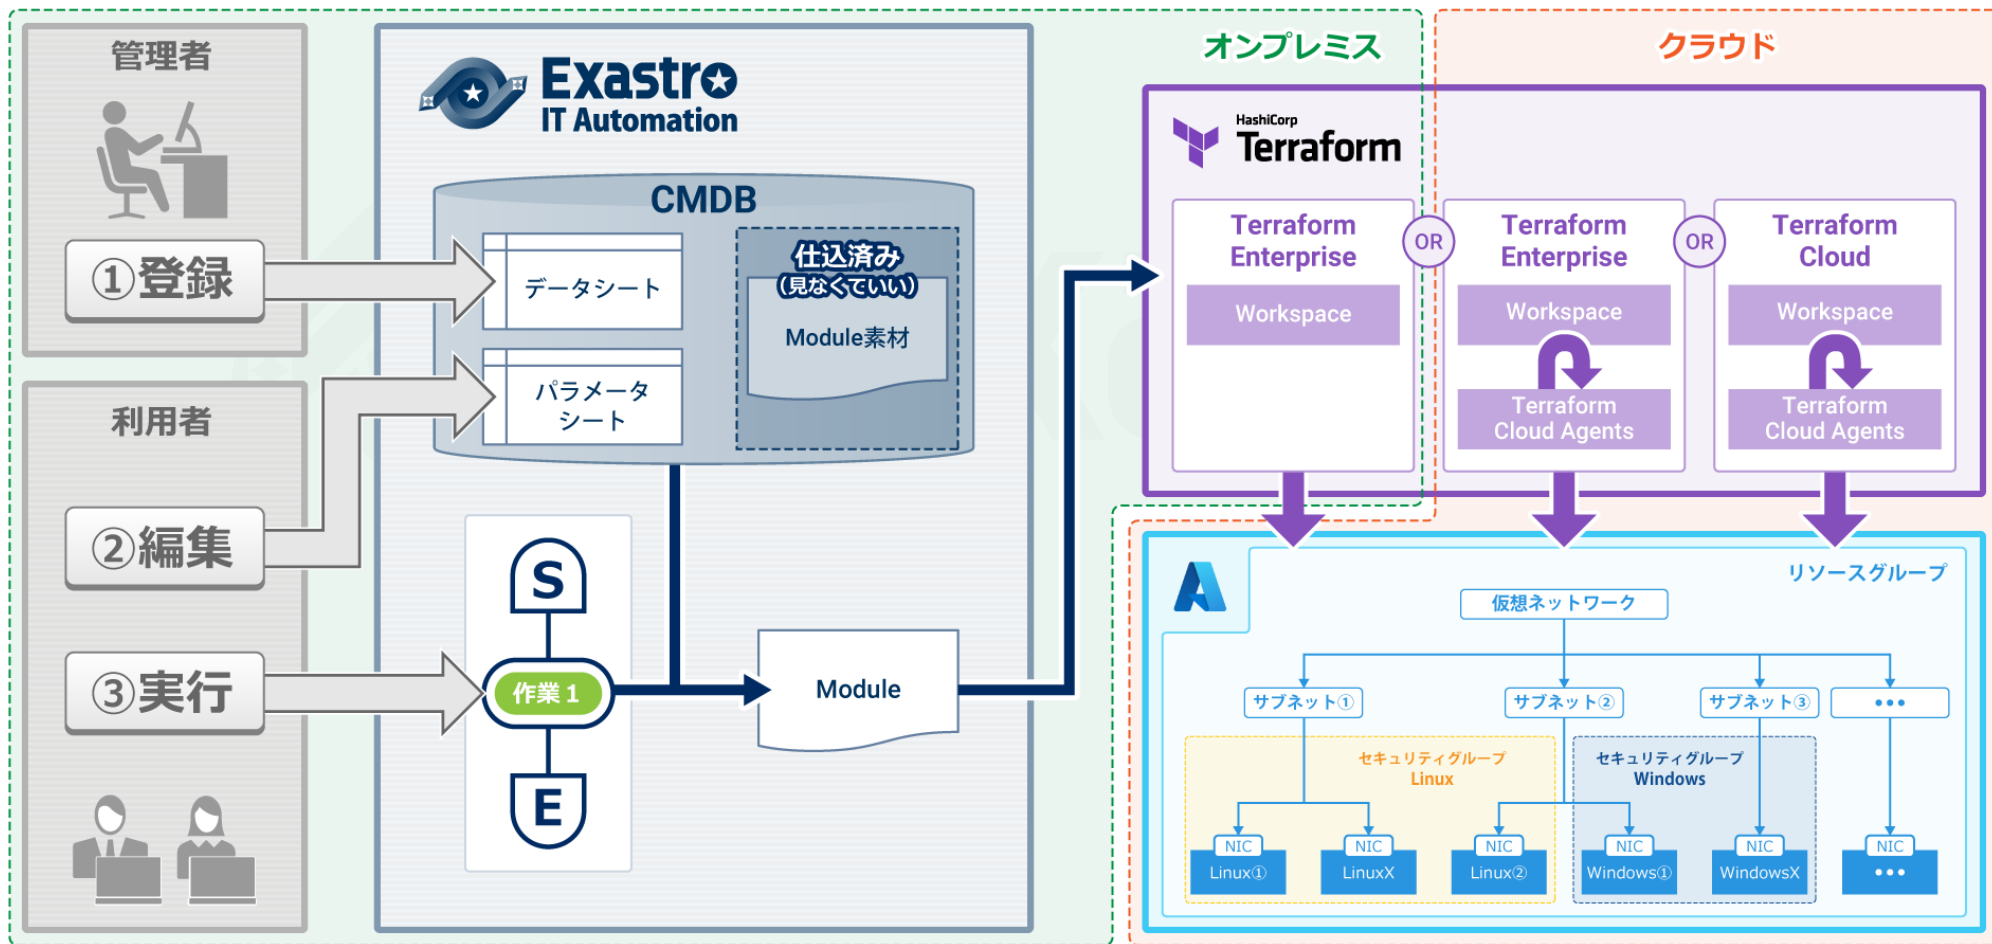 管理者
①登録
利用者
②編集
③実行
Exastro
IT Automation
CMDB
データシート
パラメータ
シート
仕込済み
(見なくていい)
Module素材
S
作業1
E
Module
オンプレミス
クラウド
HashiCorp
Terraform
Terraform
Enterprise
Workspace
OR
Terraform
Enterprise
Workspace
Terraform
Cloud Agents
OR
Terraform
Cloud
Workspace
Terraform
Cloud Agents
リソースグループ
仮想ネットワーク
サブネット①
サブネット②
サブネット③
•••
セキュリティグループ
Linux
セキュリティグループ
Windows
NIC
Linux①
NIC
LinuxX
NIC
Linux②
NIC
Windows①
NIC
WindowsX
NIC
•••